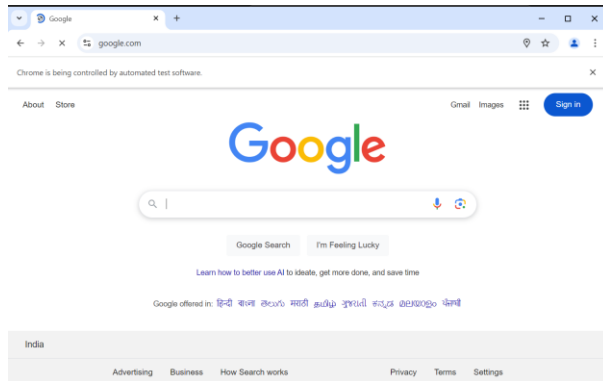 Google
google.com
Chrome is being controlled by automated test software.
About Store Gmail Images Sign in
Google
Google Search I'm Feeling Lucky
Learn how to better use AI to ideate, get more done, and save time
Google offered in: हिन्दी বাংলা తెలుగు मराठी தமிழ் ગુજરાતી ಕನ್ನಡ മലയാളം ਪੰਜਾਬੀ
India
Advertising Business How Search works Privacy Terms Settings